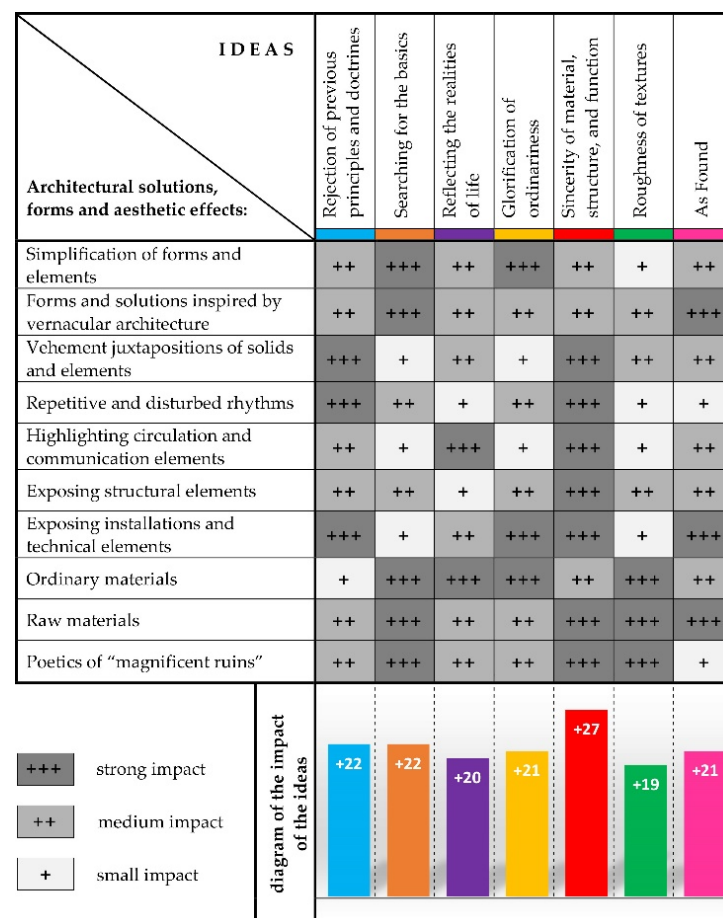 IDEAS
Architectural solutions,
forms and aesthetic effects:
Rejection of previous
principles and doctrines
Searching for the basics
Reflecting the realities
of life
Glorification of
ordinariness
Sincerity of material,
structure, and function
Roughness of textures
As Found
Simplification of forms and
elements
++ +++ ++ +++ ++ + ++
Forms and solutions inspired by
vernacular architecture
++ +++ ++ ++ ++ ++ +++
Vehement juxtapositions of solids
and elements
+++ + ++ + +++ ++ ++
Repetitive and disturbed rhythms
+++ ++ + ++ +++ + +
Highlighting circulation and
communication elements
++ + +++ + +++ + ++
Exposing structural elements
++ ++ + ++ +++ ++ ++
Exposing installations and
technical elements
+++ + ++ +++ +++ + +++
Ordinary materials
+ +++ +++ +++ ++ +++ ++
Raw materials
++ +++ ++ ++ +++ +++ +++
Poetics of “magnificent ruins”
++ +++ ++ ++ +++ +++ +
+++ strong impact
++ medium impact
+ small impact
diagram of the impact
of the ideas
+22 +22 +20 +21 +27 +19 +21